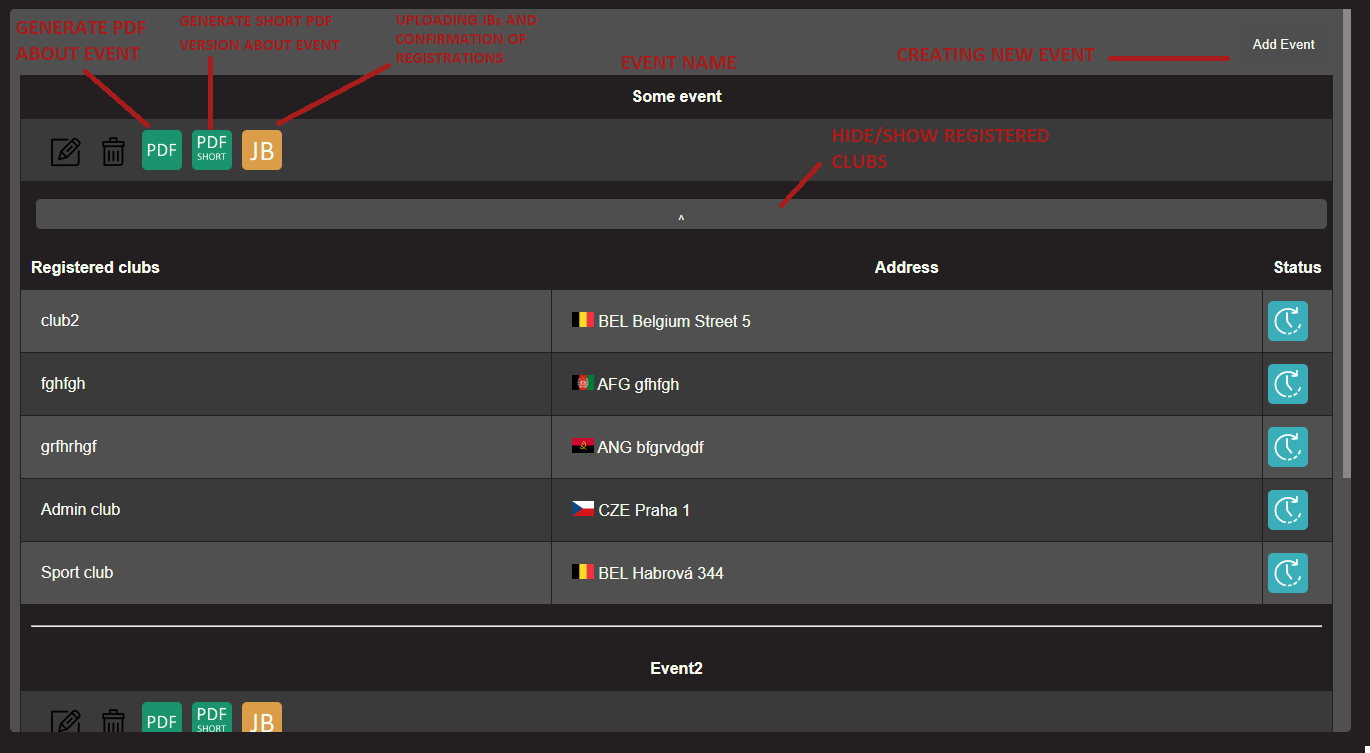 GENERATE PDF
ABOUT EVENT
GENERATE SHORT PDF
VERSION ABOUT EVENT
UPLOADING JBs AND
CONFIRMATION OF
REGISTRATIONS
EVENT NAME
CREATING NEW EVENT
Add Event
Some event
PDF
PDF
SHORT
JB
HIDE/SHOW REGISTERED
CLUBS
^
Registered clubs Address Status
club2 BEL Belgium Street 5
fghfgh AFG gfhfgh
grfhrhgf ANG bfgrvdgdf
Admin club CZE Praha 1
Sport club BEL Habrová 344
Event2
PDF
PDF
SHORT
JB